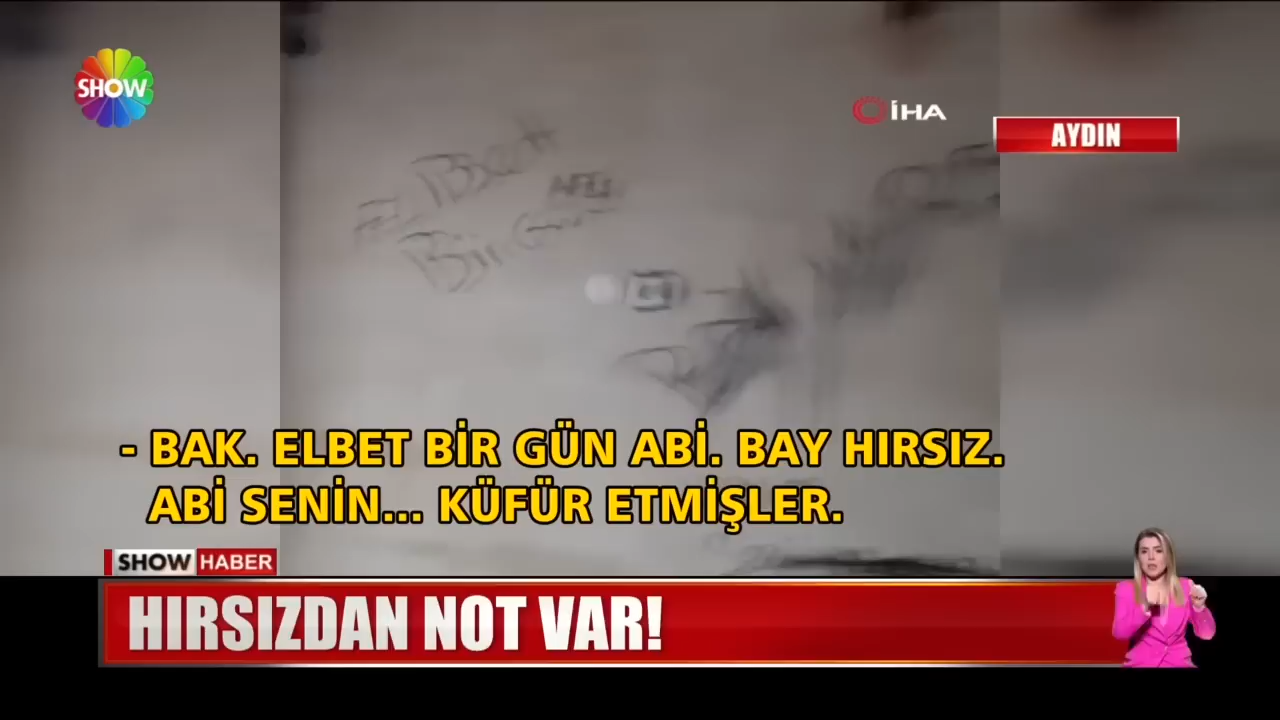 SHOW
İHA
AYDIN
Bir
- BAK. ELBET BİR GÜN ABİ. BAY HIRSIZ.
ABİ SENİN... KÜFÜR ETMİŞLER.
SHOW HABER
HIRSIZDAN NOT VAR!